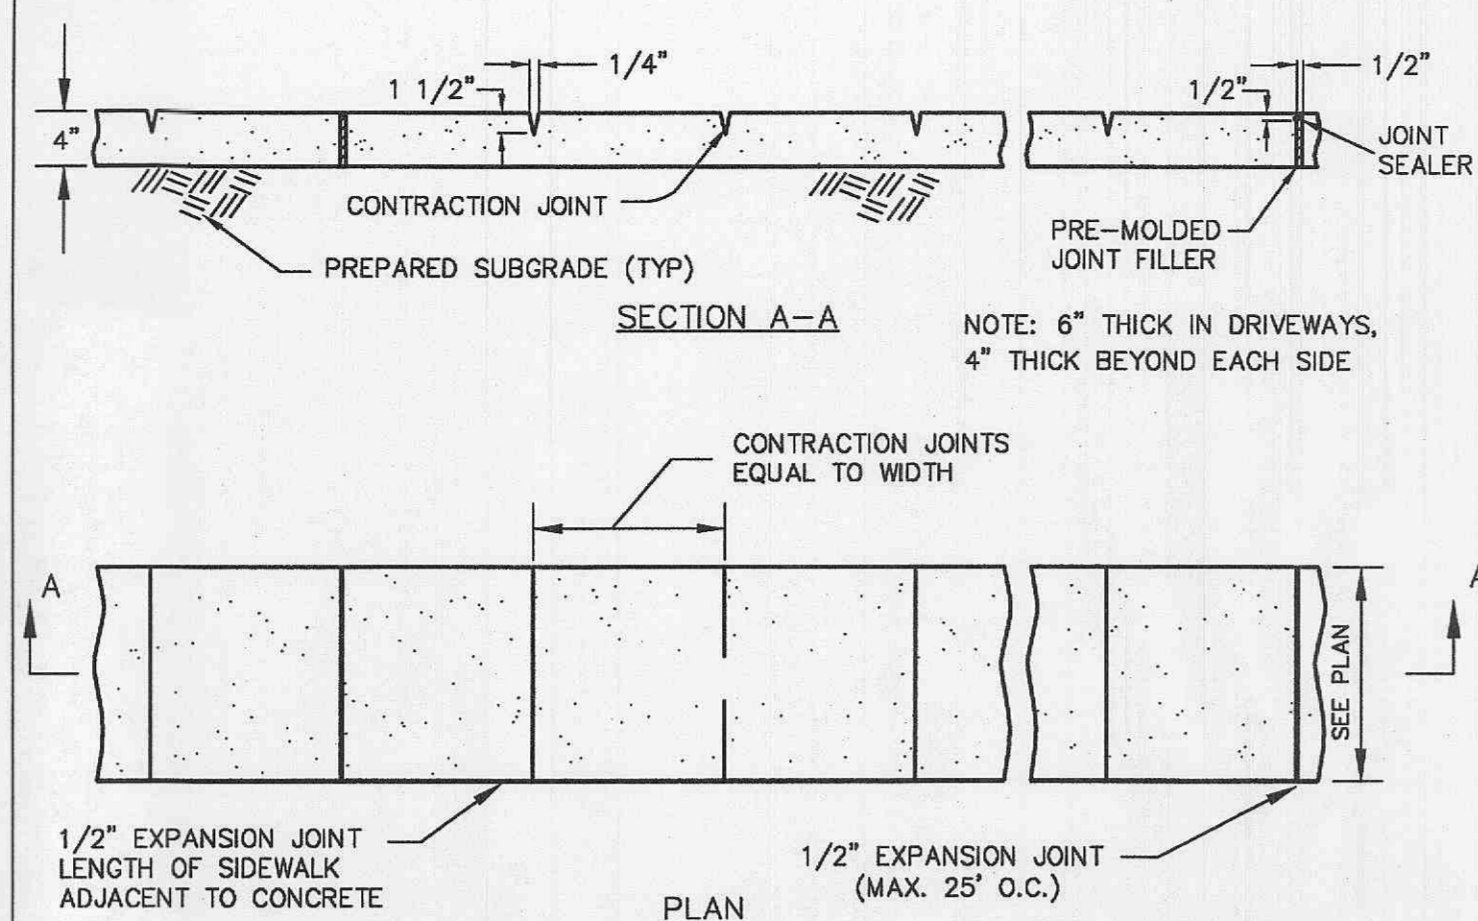 1/4"
1 1/2"
1/2"
1/2"
4"
JOINT
SEALER
CONTRACTION JOINT
PRE-MOLDED
JOINT FILLER
PREPARED SUBGRADE (TYP)
SECTION A-A
NOTE: 6" THICK IN DRIVEWAYS,
4" THICK BEYOND EACH SIDE
CONTRACTION JOINTS
EQUAL TO WIDTH
A
A
SEE PLAN
1/2" EXPANSION JOINT
LENGTH OF SIDEWALK
ADJACENT TO CONCRETE
1/2" EXPANSION JOINT
(MAX. 25' O.C.)
PLAN